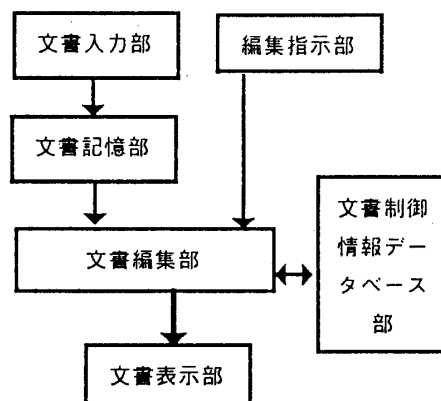 文書入力部
編集指示部
文書記憶部
文書編集部
文書制御
情報デー
タベース
部
文書表示部